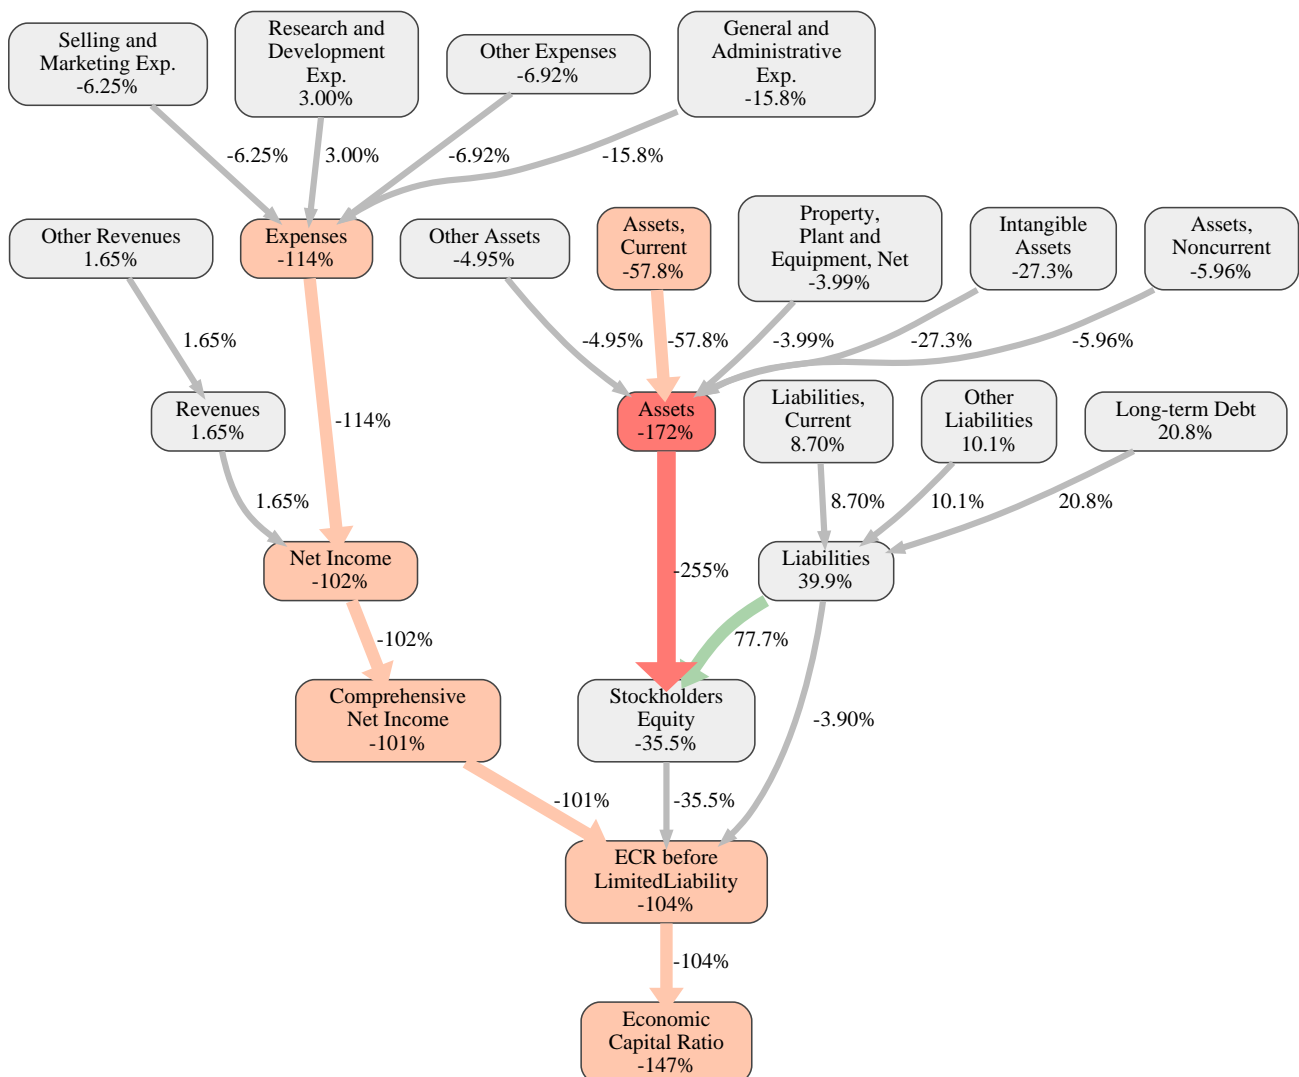 Selling and
Marketing Exp.
-6.25%
Research and
Development
Exp.
3.00%
Other Expenses
-6.92%
General and
Administrative
Exp.
-15.8%
-6.25%
3.00%
-6.92%
-15.8%
Other Revenues
1.65%
Expenses
-114%
Other Assets
-4.95%
Assets,
Current
-57.8%
Property,
Plant and
Equipment, Net
-3.99%
Intangible
Assets
-27.3%
Assets,
Noncurrent
-5.96%
1.65%
-4.95%
-57.8%
-3.99%
-27.3%
-5.96%
Revenues
1.65%
-114%
Assets
-172%
Liabilities,
Current
8.70%
Other
Liabilities
10.1%
Long-term Debt
20.8%
1.65%
8.70%
10.1%
20.8%
Net Income
-102%
-255%
Liabilities
39.9%
-102%
77.7%
Comprehensive
Net Income
-101%
Stockholders
Equity
-35.5%
-3.90%
-101%
-35.5%
ECR before
LimitedLiability
-104%
-104%
Economic
Capital Ratio
-147%